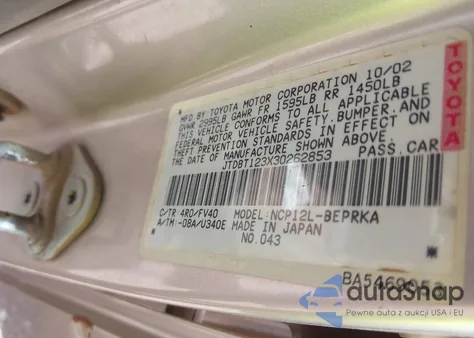 MFD BY TOYOTA MOTOR CORPORATION 10/02
GVWR 2995LB GAWR FR 1595LB RR 1450LB
THIS VEHICLE CONFORMS TO ALL APPLICABLE
FEDERAL MOTOR VEHICLE SAFETY, BUMPER, AND
THEFT PREVENTION STANDARDS IN EFFECT ON
THE DATE OF MANUFACTURE SHOWN ABOVE.
JTDBT123X30262853 PASS. CAR
TOYOTA
C/TR: 4R0/FV40 MODEL: NCP12L-BEPRKA
A/TM: -08A/U340E MADE IN JAPAN
NO. 043
autoSnap
Pewne auta z aukcji USA i EU